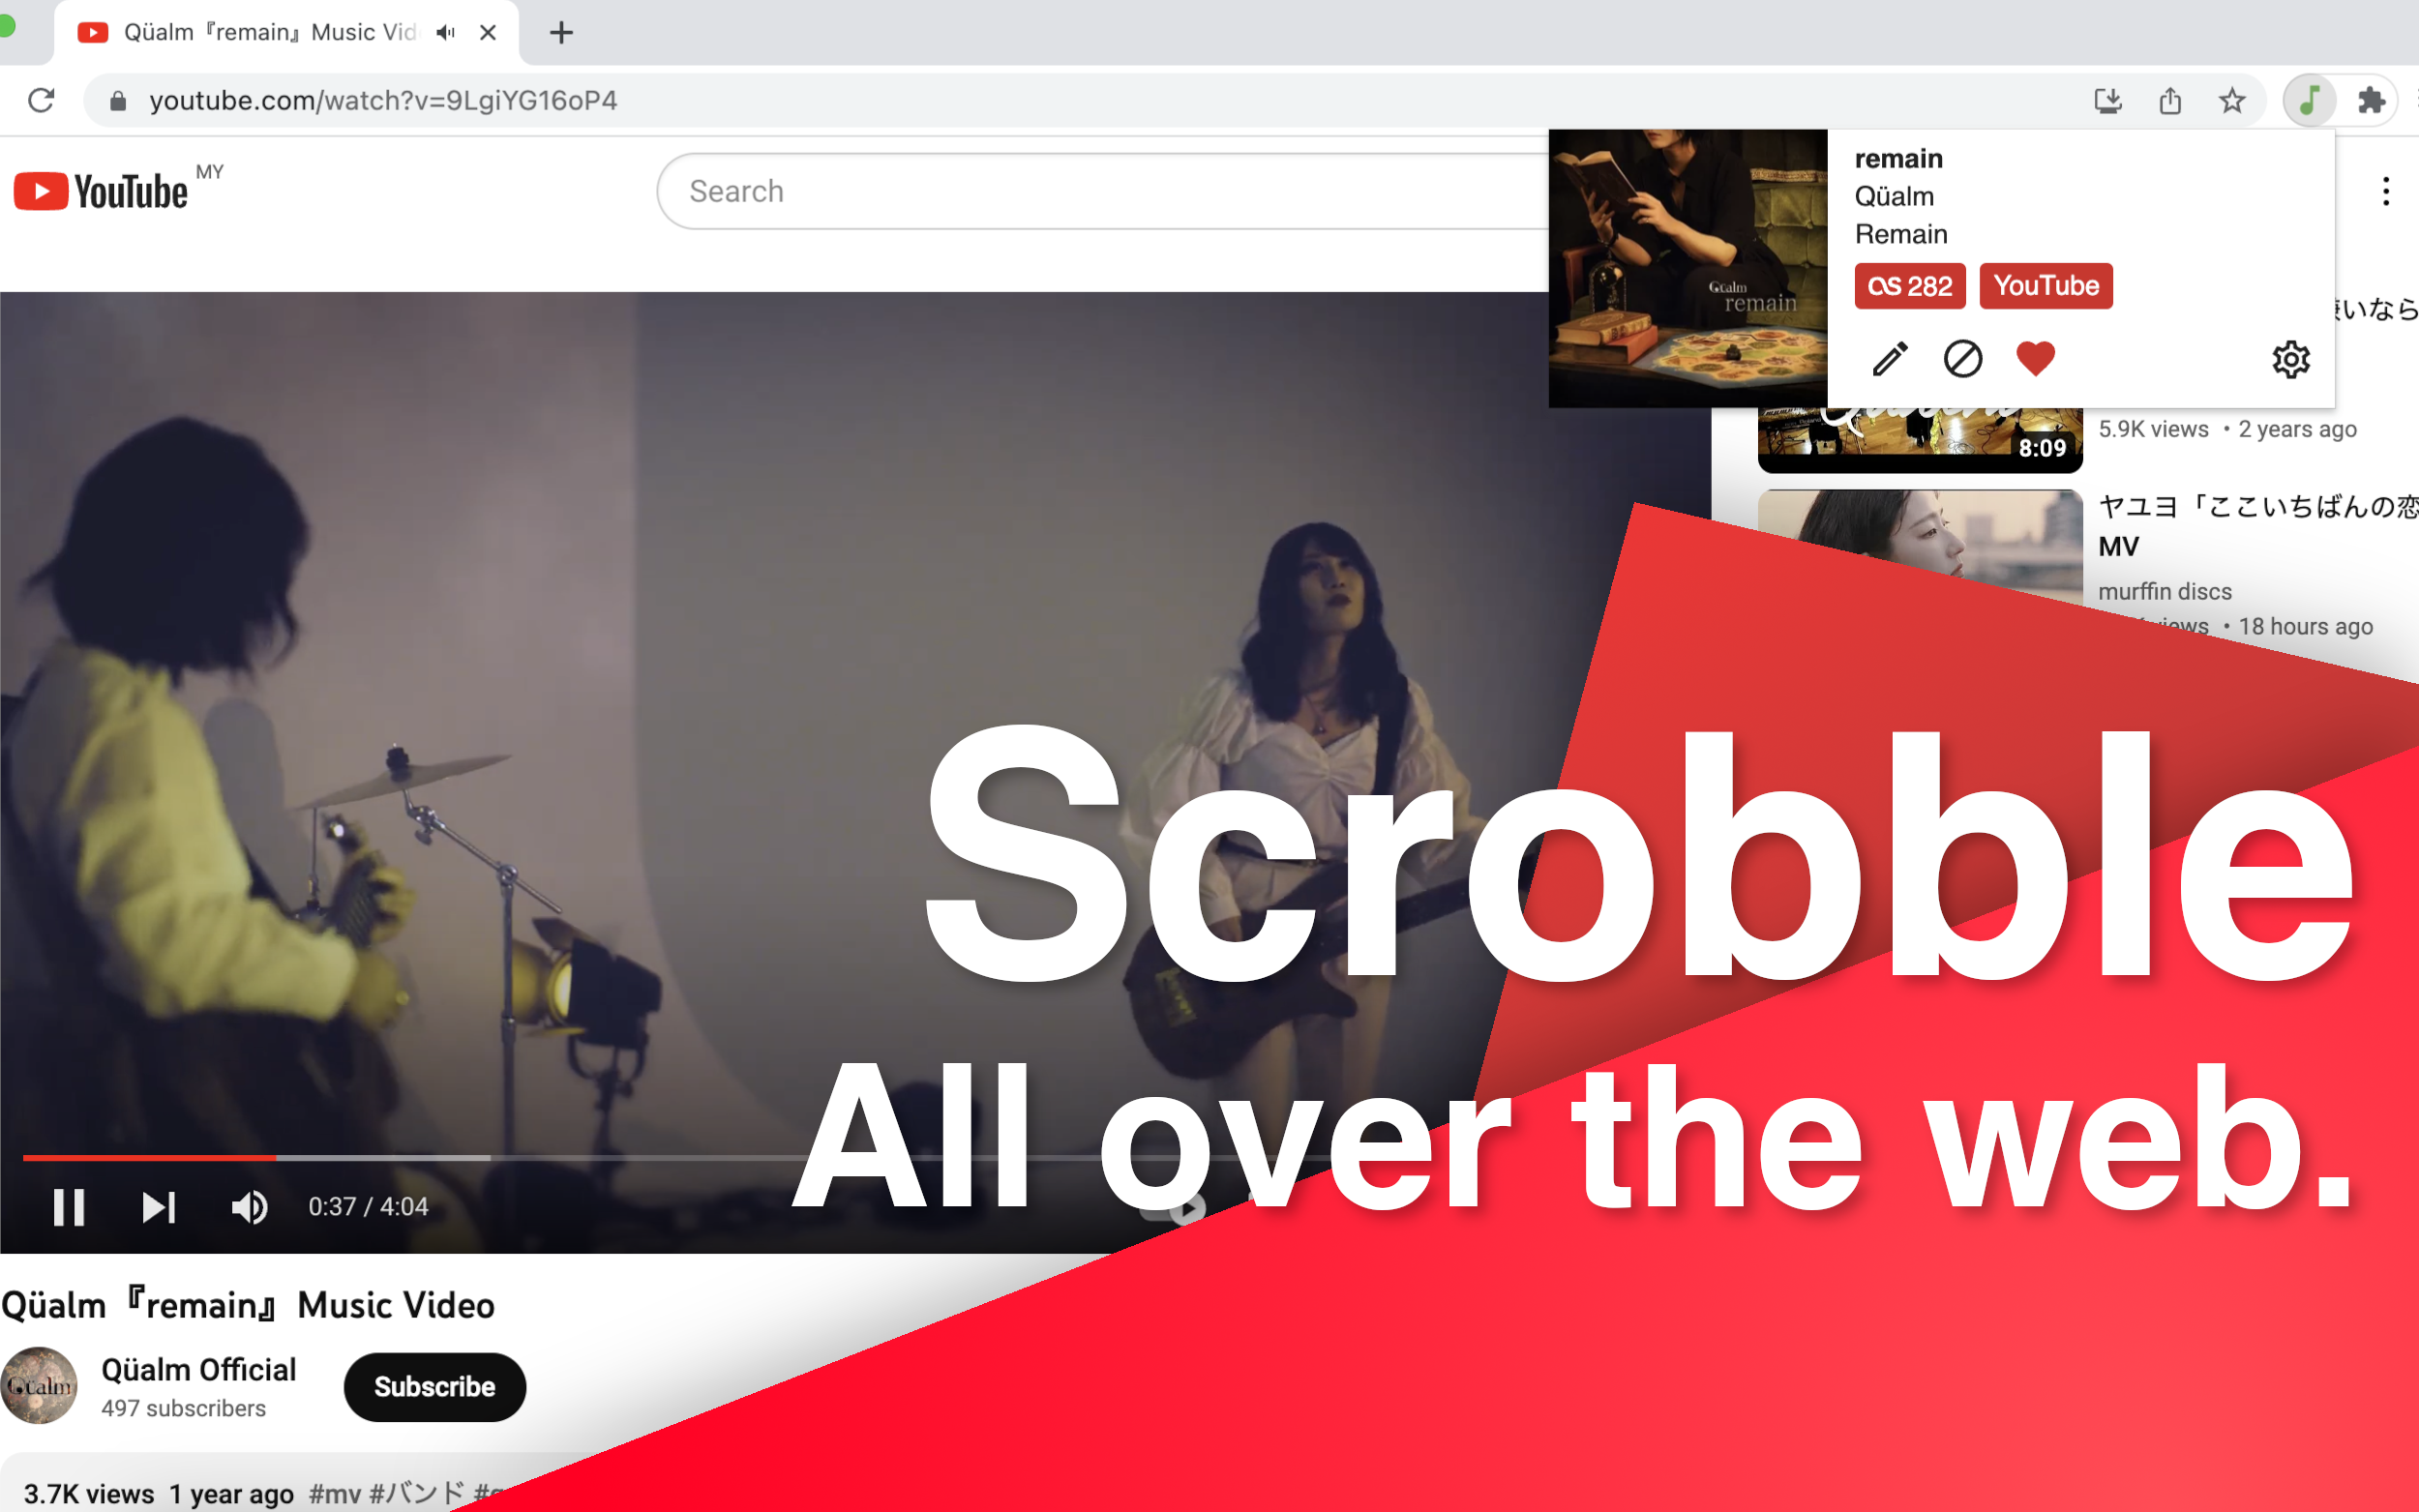 Qüalm『remain』Music Vid
youtube.com/watch?v=9LgiYG16oP4
YouTube MY
Search
remain
Qüalm
Remain
282
YouTube
Qüalm
remain
いなら
8:09
5.9K views • 2 years ago
ヤユヨ「ここいちばんの恋
MV
murffin discs
views • 18 hours ago
Scrobble
All over the web.
0:37 / 4:04
Qüalm『remain』Music Video
Qüalm
Qüalm Official
497 subscribers
Subscribe
3.7K views 1 year ago #mv #バンド